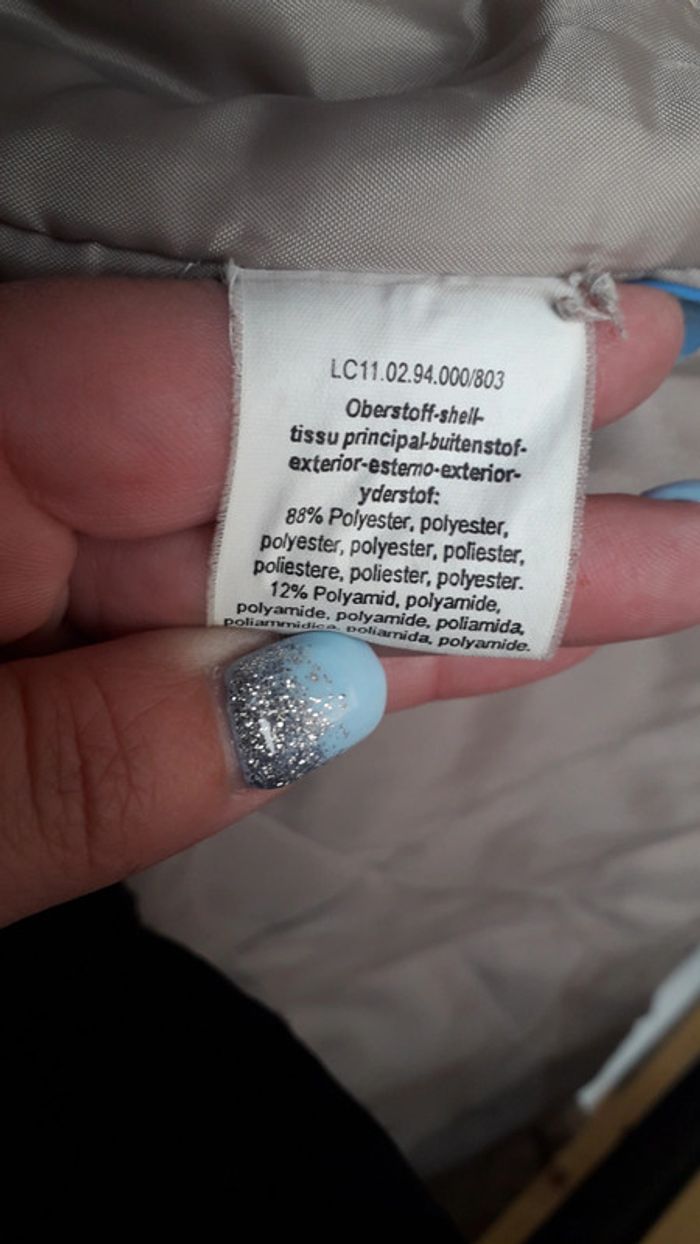 LC11.02.94.000/803
Oberstoff-shell-
tissu principal-buitenstof-
exterior-esterno-exterior-
yderstof:
88% Polyester, polyester,
polyester, polyester, poliester,
poliestere, poliester, polyester.
12% Polyamid, polyamide,
polyamide, polyamide, poliamida,
poliammidica, poliamida, polyamide.